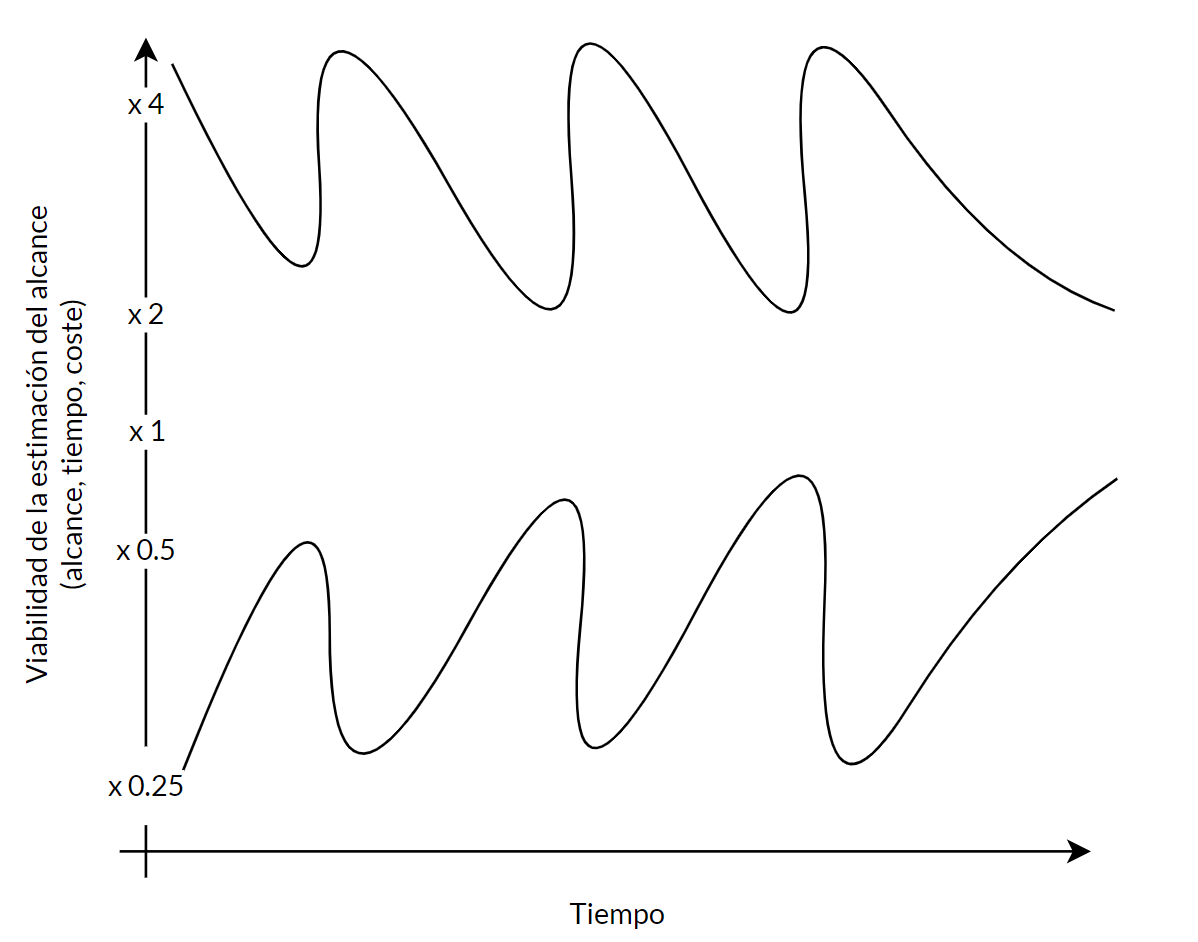 Viabilidad de la estimación del alcance
(alcance, tiempo, coste)
x 4
x 2
x 1
x 0.5
x 0.25
Tiempo